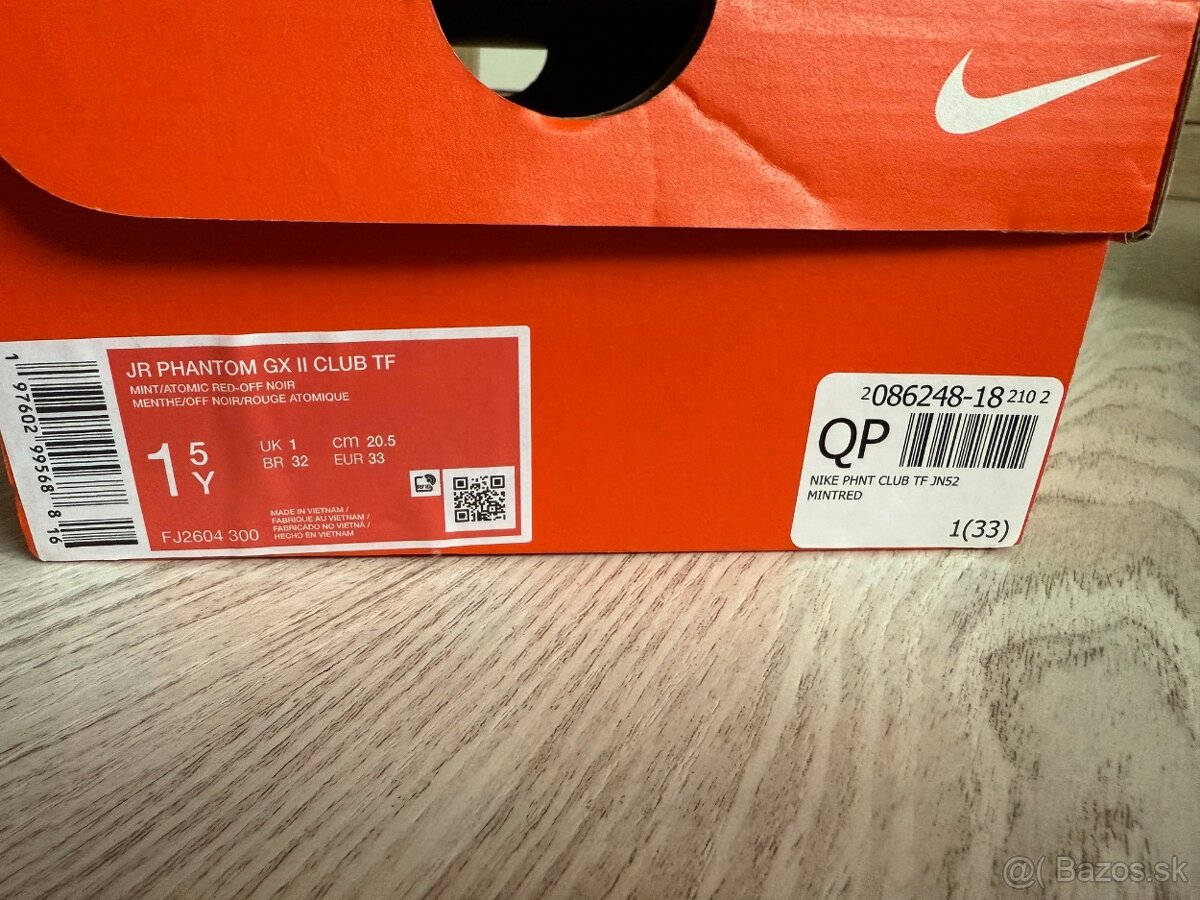 JR PHANTOM GX II CLUB TF
MINT/ATOMIC RED-OFF NOIR
MENTHE/OFF NOIR/ROUGE ATOMIQUE
1 5 Y
UK 1 cm 20.5
BR 32 EUR 33
FJ2604 300
MADE IN VIETNAM /
FABRIQUE AU VIETNAM /
FABRICADO NO VIETNÃ /
HECHO EN VIETNAM
1 97602 99568 8 16
2 086248-18 210 2
QP
NIKE PHNT CLUB TF JN52
MINTRED
1(33)
@( Bazos.sk